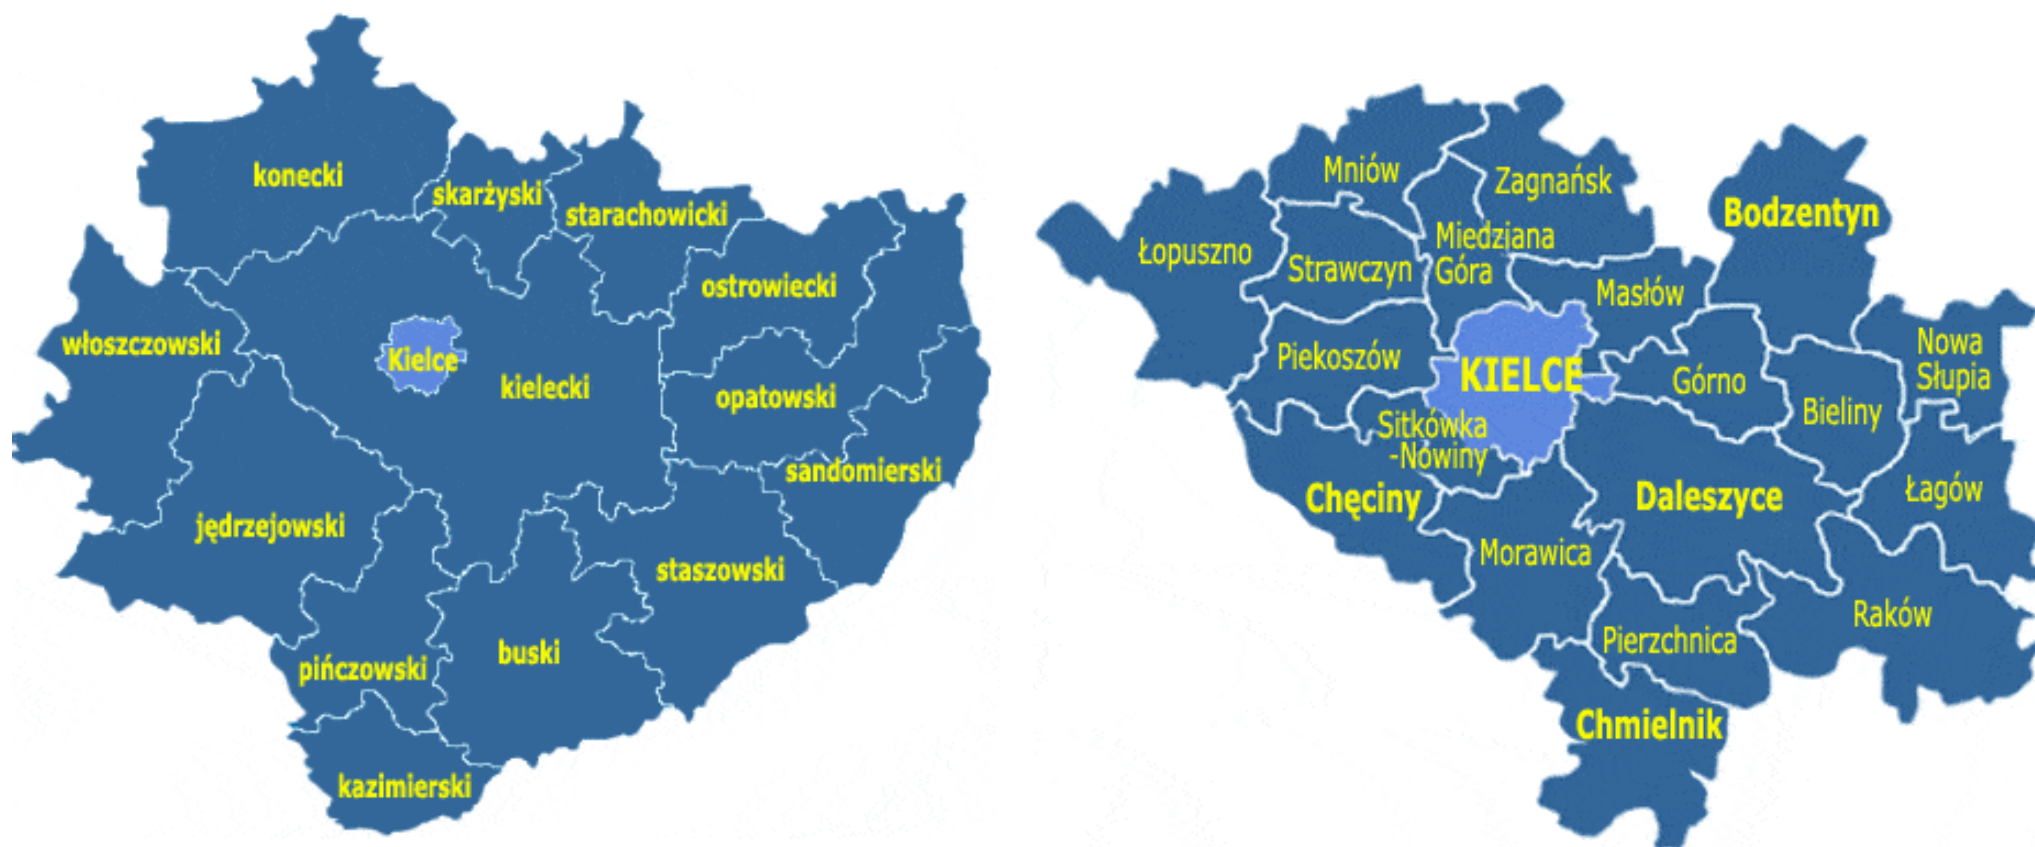 konecki
skarżyski
starachowicki
ostrowiecki
włoszczowski
Kielce
kielecki
opatowski
sandomierski
jędrzejowski
staszowski
buski
pińczowski
kazimierski
Mniów
Zagnańsk
Bodzentyn
Łopuszno
Strawczyn
Miedziana
Góra
Masłów
Nowa
Słupia
Piekoszów
KIELCE
Górno
Bieliny
Sitkówka
-Nowiny
Chęciny
Daleszyce
Łagów
Morawica
Raków
Pierzchnica
Chmielnik